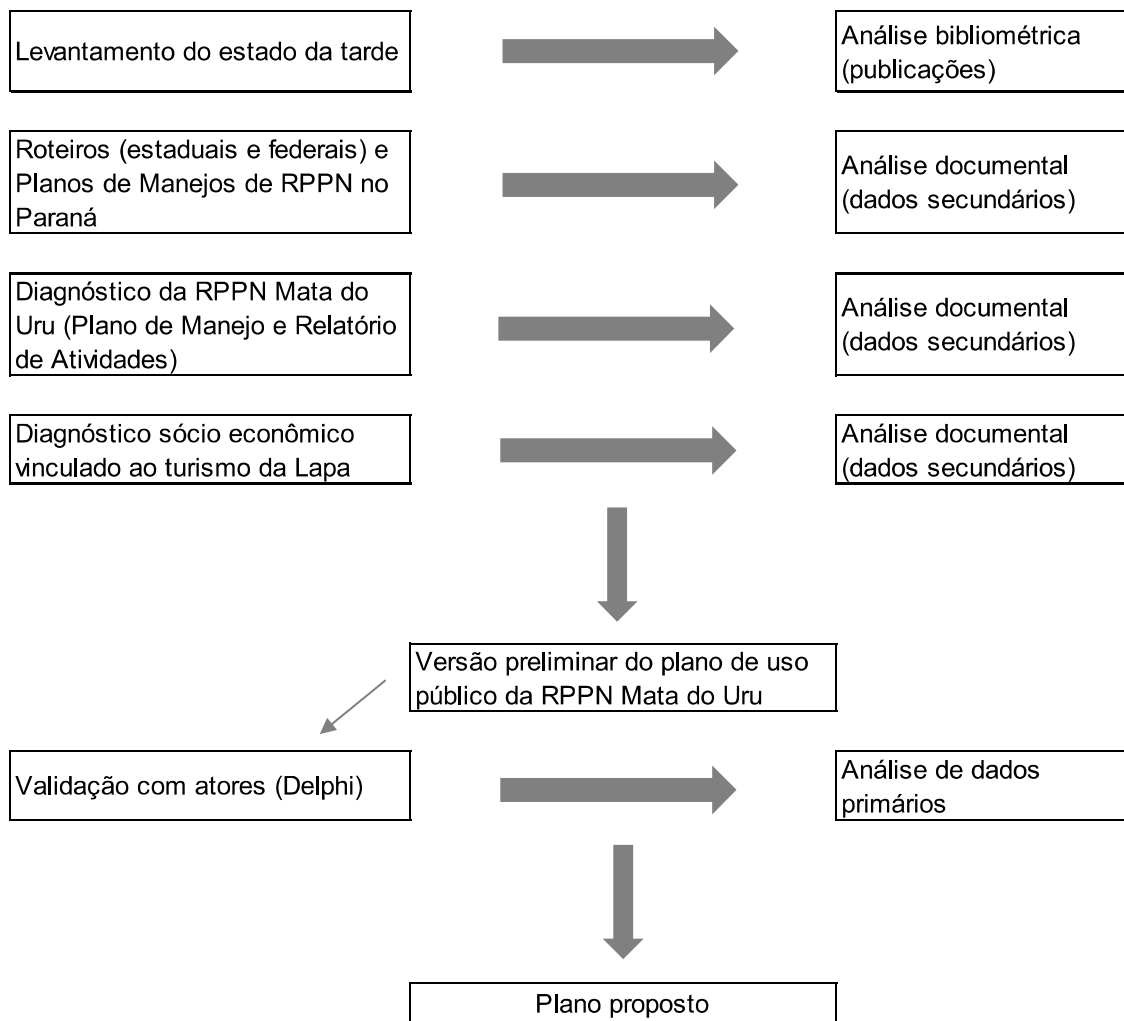 Levantamento do estado da tarde
Análise bibliométrica
(publicações)
Roteiros (estaduais e federais) e
Planos de Manejos de RPPN no
Paraná
Análise documental
(dados secundários)
Diagnóstico da RPPN Mata do
Uru (Plano de Manejo e Relatório
de Atividades)
Análise documental
(dados secundários)
Diagnóstico sócio econômico
vinculado ao turismo da Lapa
Análise documental
(dados secundários)
Versão preliminar do plano de uso
público da RPPN Mata do Uru
Validação com atores (Delphi)
Análise de dados
primários
Plano proposto